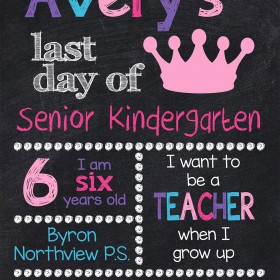 Avery's
last
day of
Senior Kindergarten
6
I am
six
years old
Byron
Northview P.S.
I want to
be a
TEACHER
when I
grow up